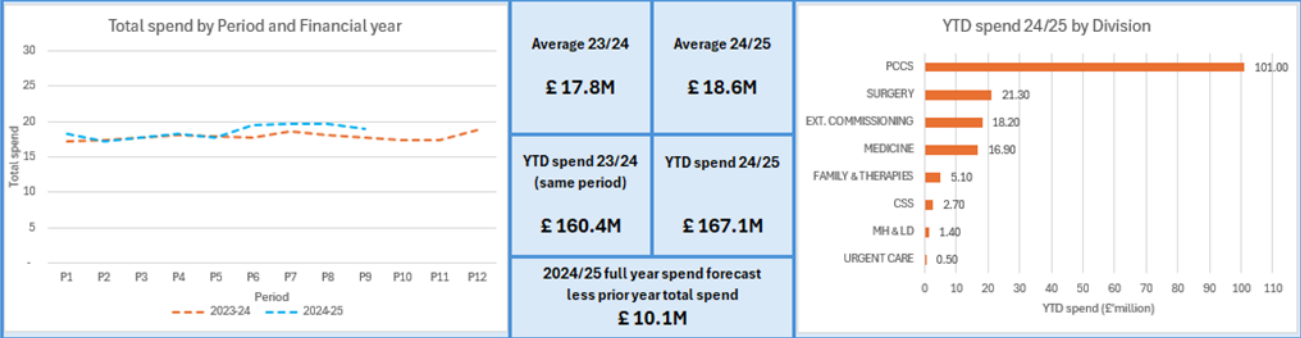 Total spend by Period and Financial year
30
25
20
15
10
5
-
Total spend
P1 P2 P3 P4 P5 P6 P7 P8 P9 P10 P11 P12
Period
2023-24 2024-25
Average 23/24
£ 17.8M
Average 24/25
£ 18.6M
YTD spend 23/24
(same period)
£ 160.4M
YTD spend 24/25
£ 167.1M
2024/25 full year spend forecast
less prior year total spend
£ 10.1M
YTD spend 24/25 by Division
PCCS 101.00
SURGERY 21.30
EXT. COMMISSIONING 18.20
MEDICINE 16.90
FAMILY & THERAPIES 5.10
CSS 2.70
MH & LD 1.40
URGENT CARE 0.50
0 10 20 30 40 50 60 70 80 90 100 110
YTD spend (£'million)